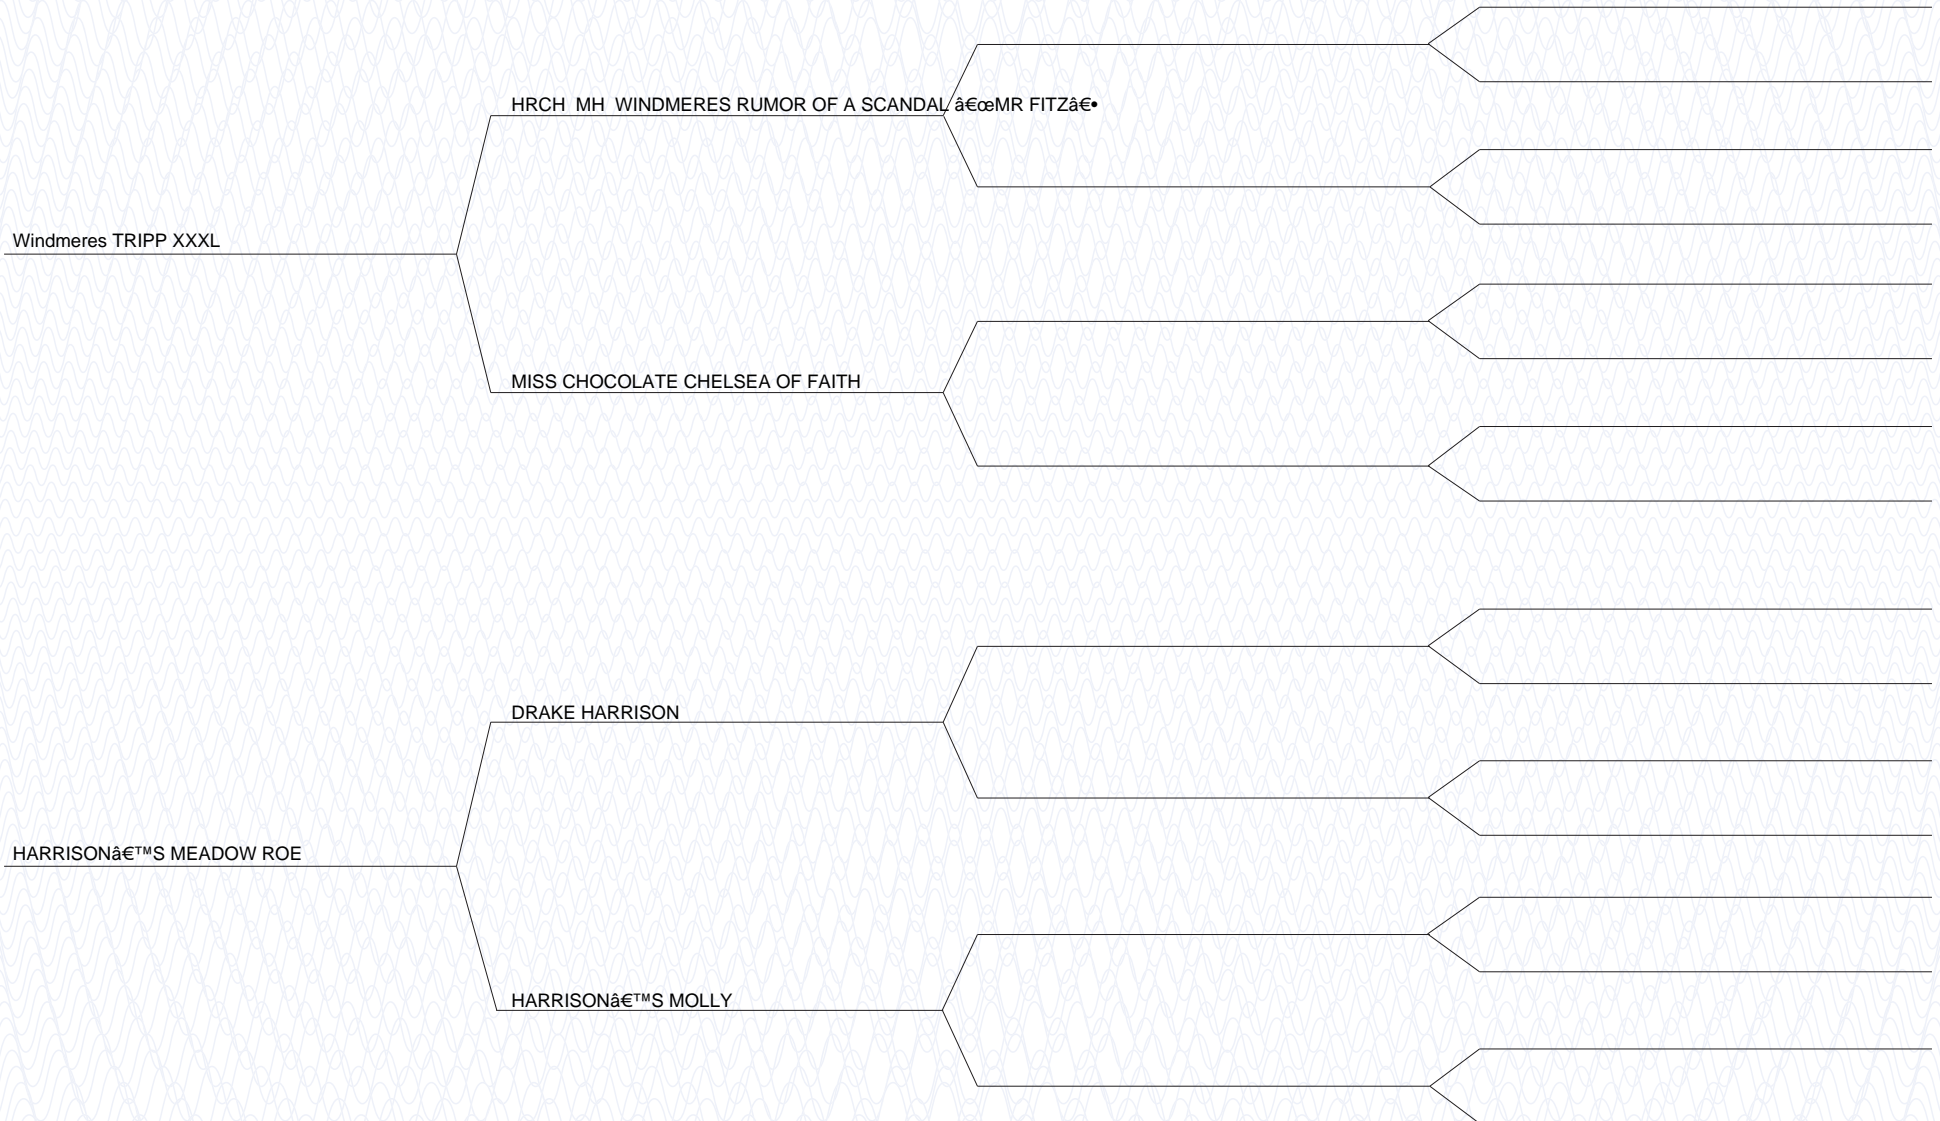 HRCH  MH  WINDMERES RUMOR OF A SCANDAL â€œMR FITZâ€•
Windmeres TRIPP XXXL
MISS CHOCOLATE CHELSEA OF FAITH
DRAKE HARRISON
HARRISONâ€™S MEADOW ROE
HARRISONâ€™S MOLLY